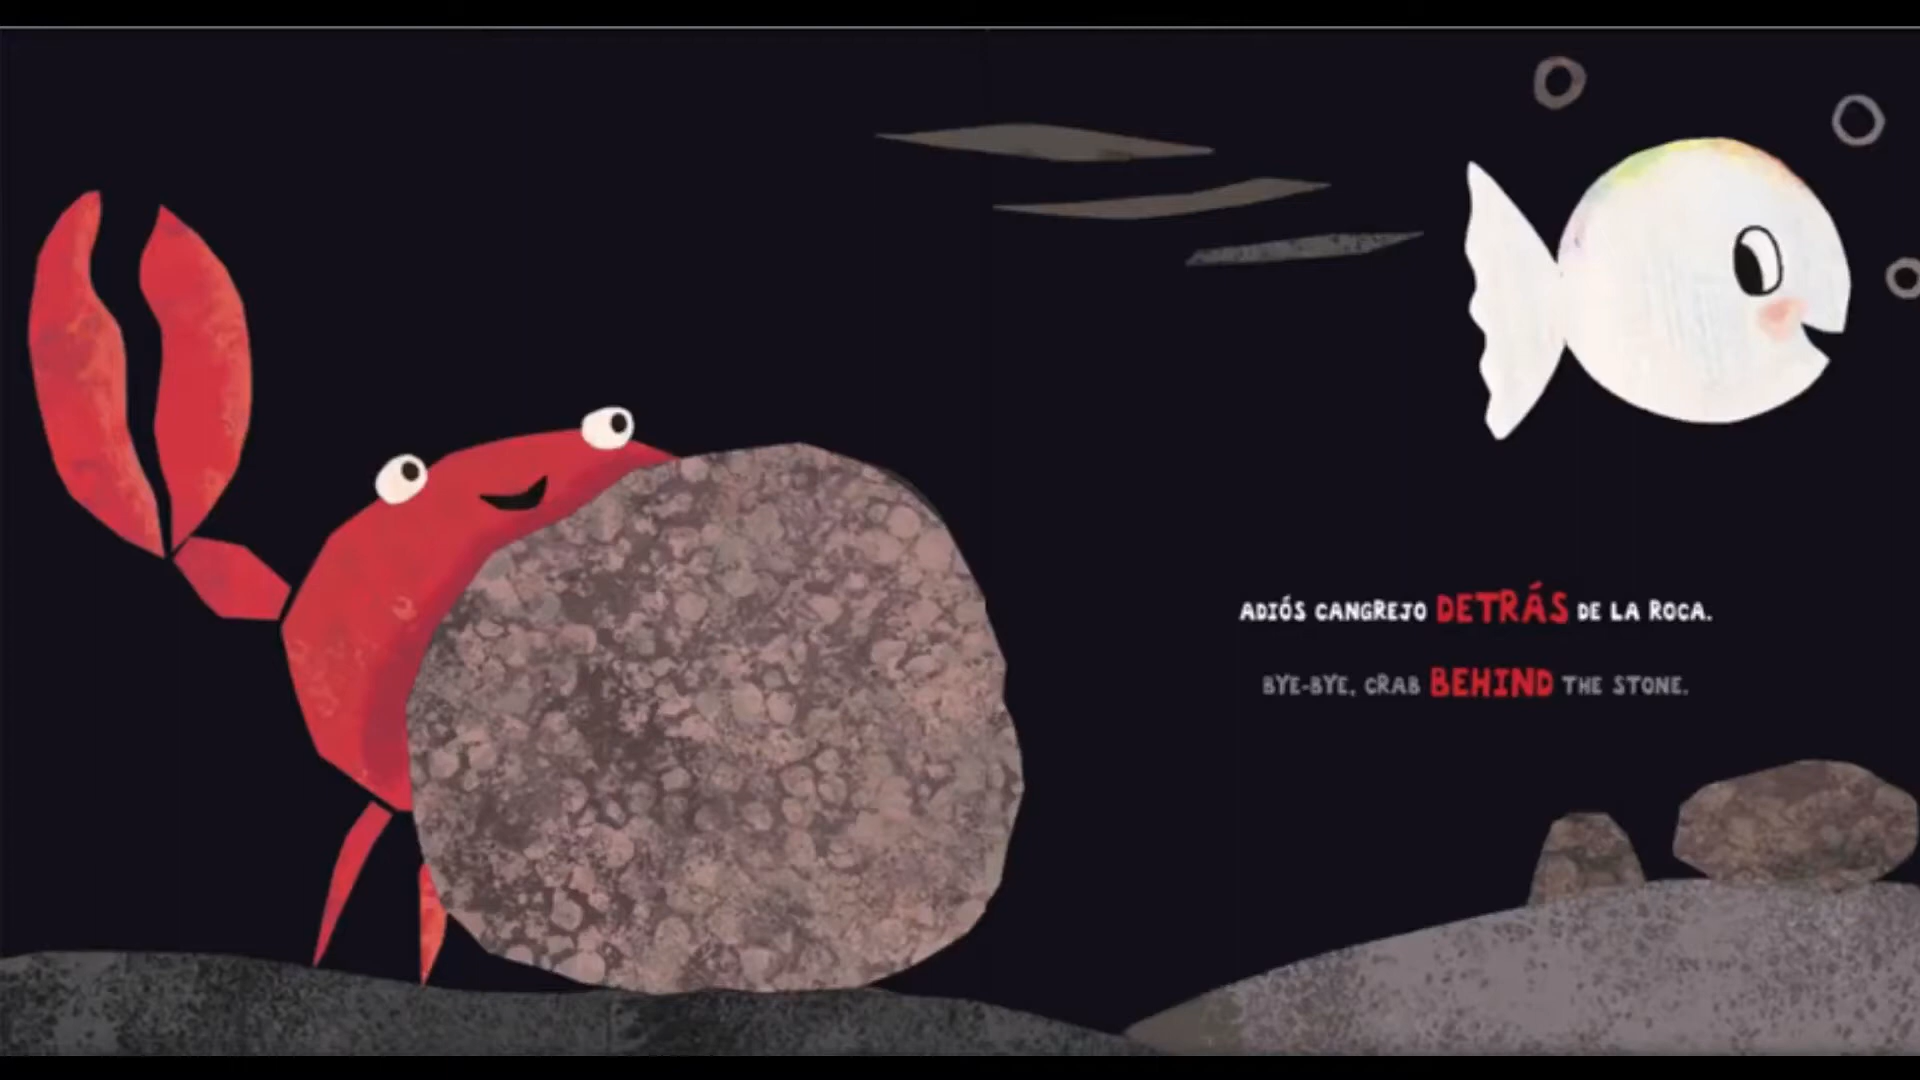 ADIÓS CANGREJO DETRÁS DE LA ROCA.
BYE-BYE, CRAB BEHIND THE STONE.